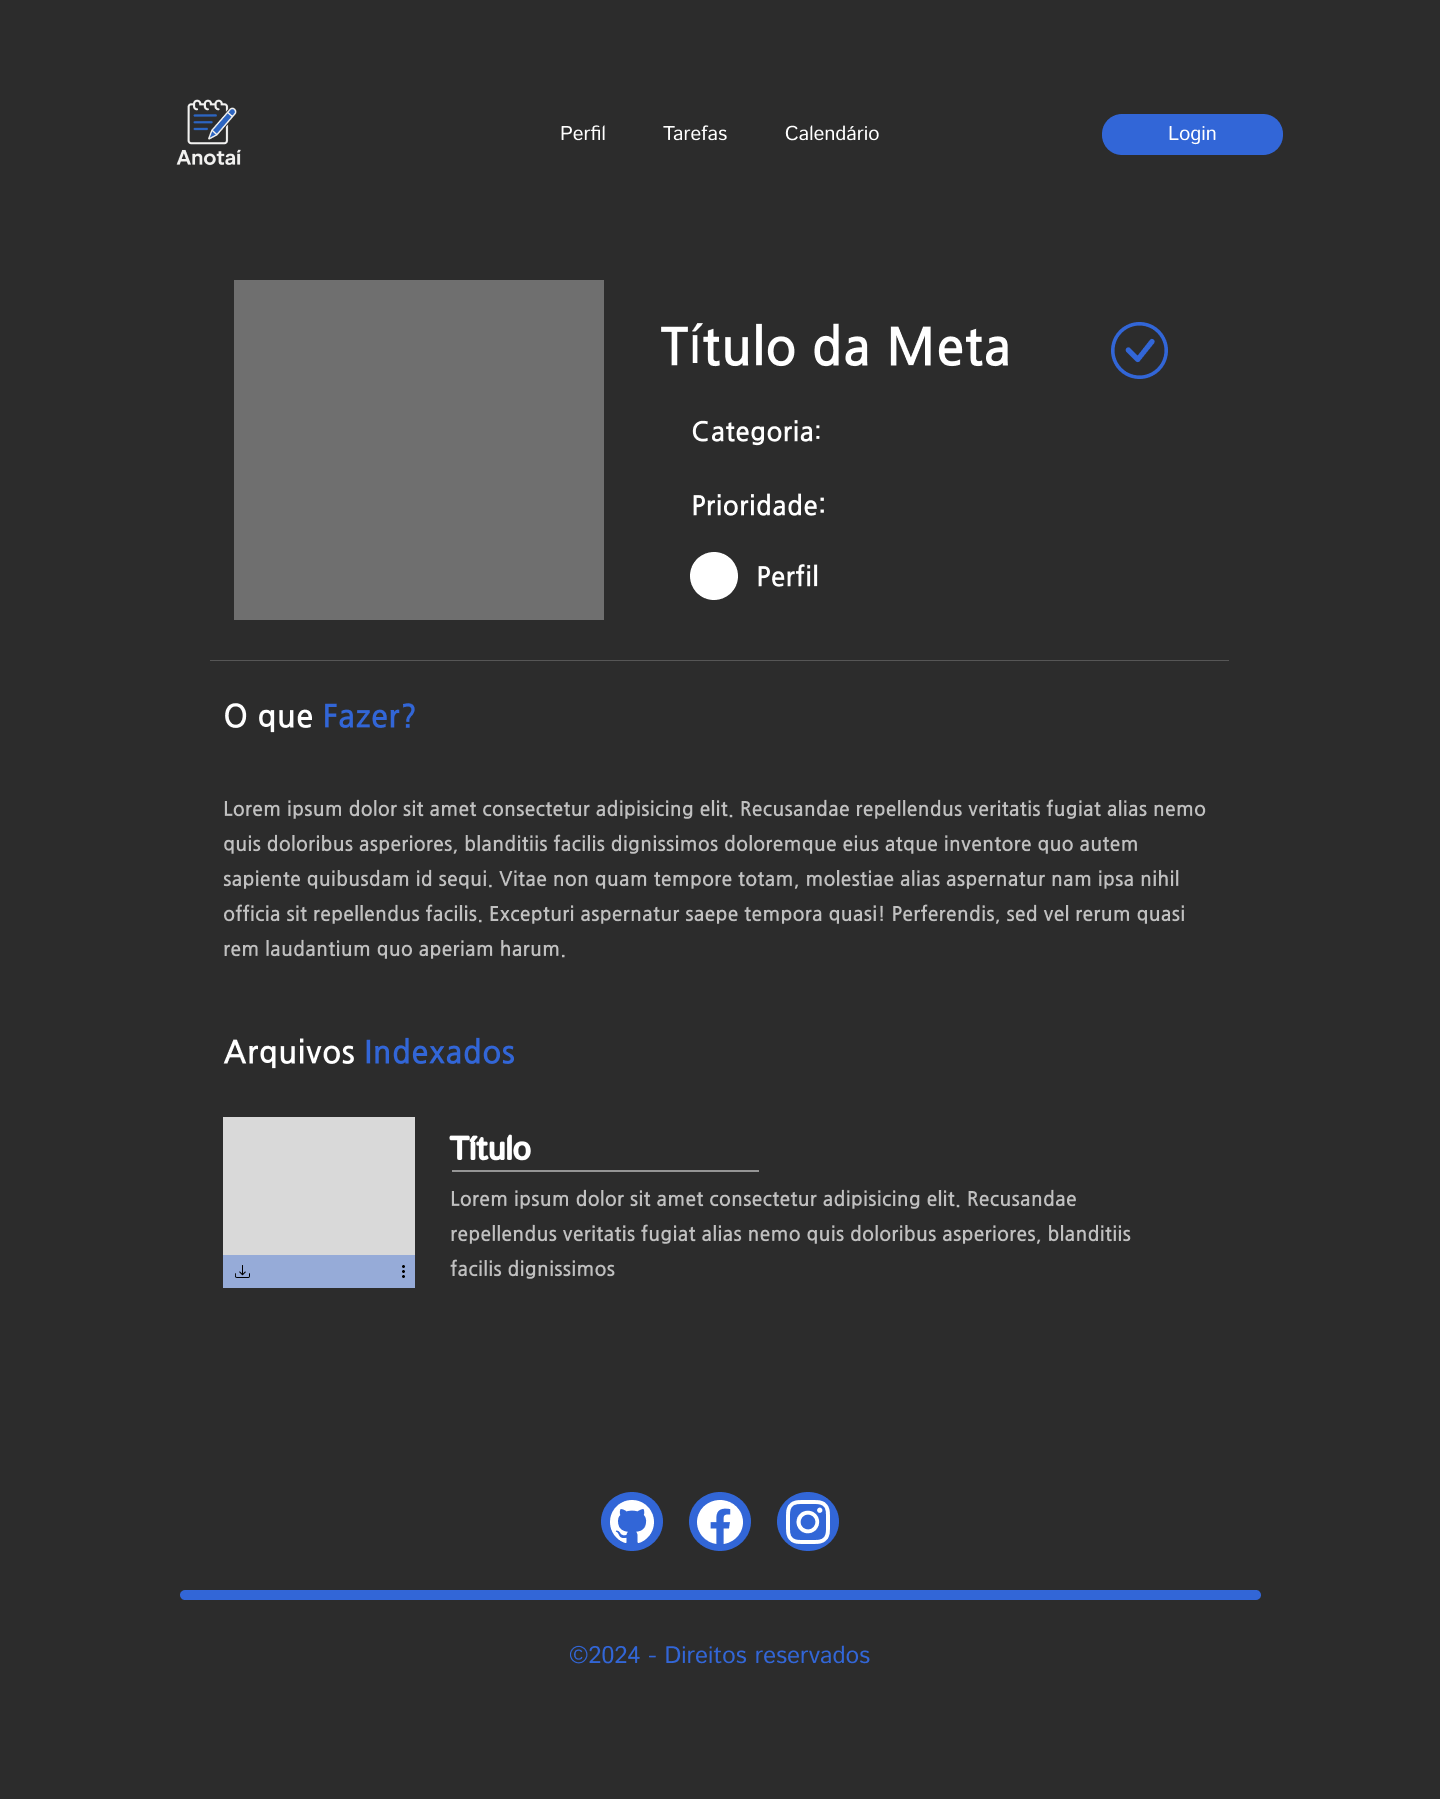 Anotaí
Perfil
Tarefas
Calendário
Login
Título da Meta
Categoria:
Prioridade:
Perfil
O que Fazer?
Lorem ipsum dolor sit amet consectetur adipisicing elit. Recusandae repellendus veritatis fugiat alias nemo
quis doloribus asperiores, blanditiis facilis dignissimos doloremque eius atque inventore quo autem
sapiente quibusdam id sequi. Vitae non quam tempore totam, molestiae alias aspernatur nam ipsa nihil
officia sit repellendus facilis. Excepturi aspernatur saepe tempora quasi! Perferendis, sed vel rerum quasi
rem laudantium quo aperiam harum.
Arquivos Indexados
Título
Lorem ipsum dolor sit amet consectetur adipisicing elit. Recusandae
repellendus veritatis fugiat alias nemo quis doloribus asperiores, blanditiis
facilis dignissimos
©2024 - Direitos reservados